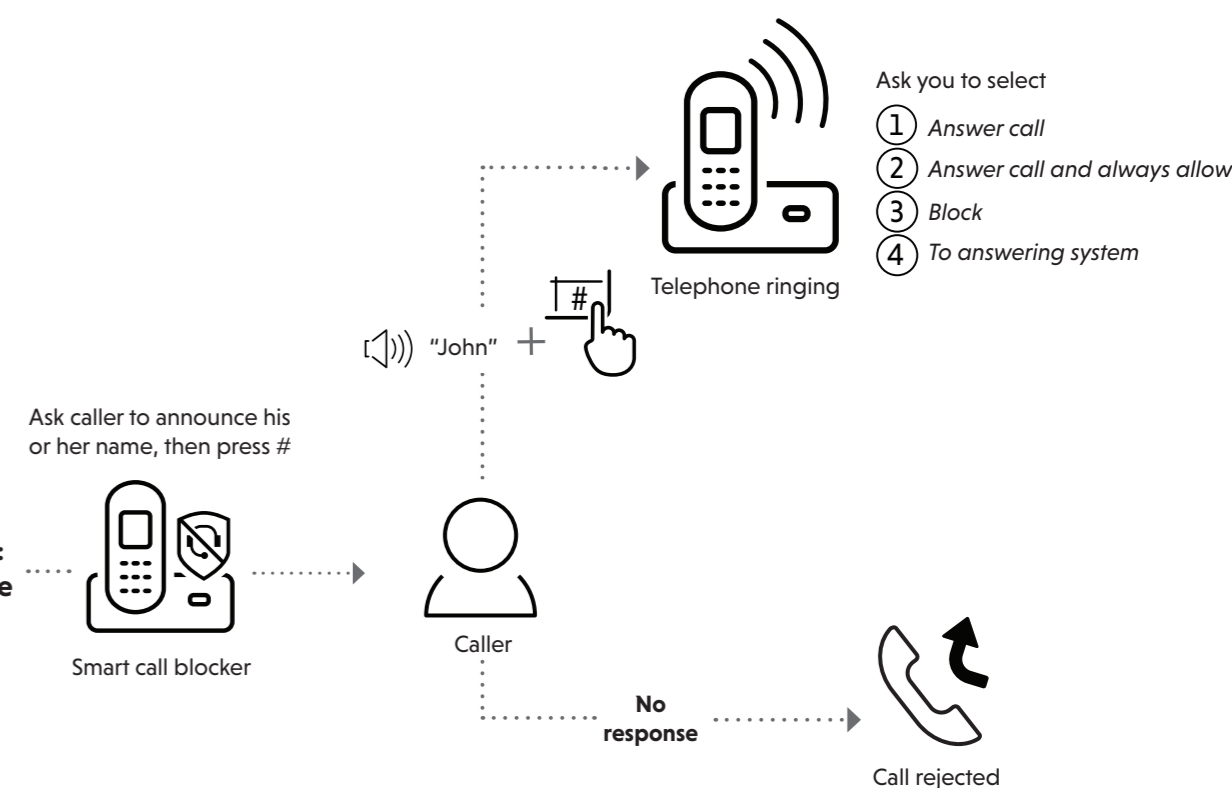 Ask you to select
1 Answer call
2 Answer call and always allow
3 Block
4 To answering system
Telephone ringing
#
“John” +
Ask caller to announce his
or her name, then press #
Smart call blocker
Caller
No
response
Call rejected